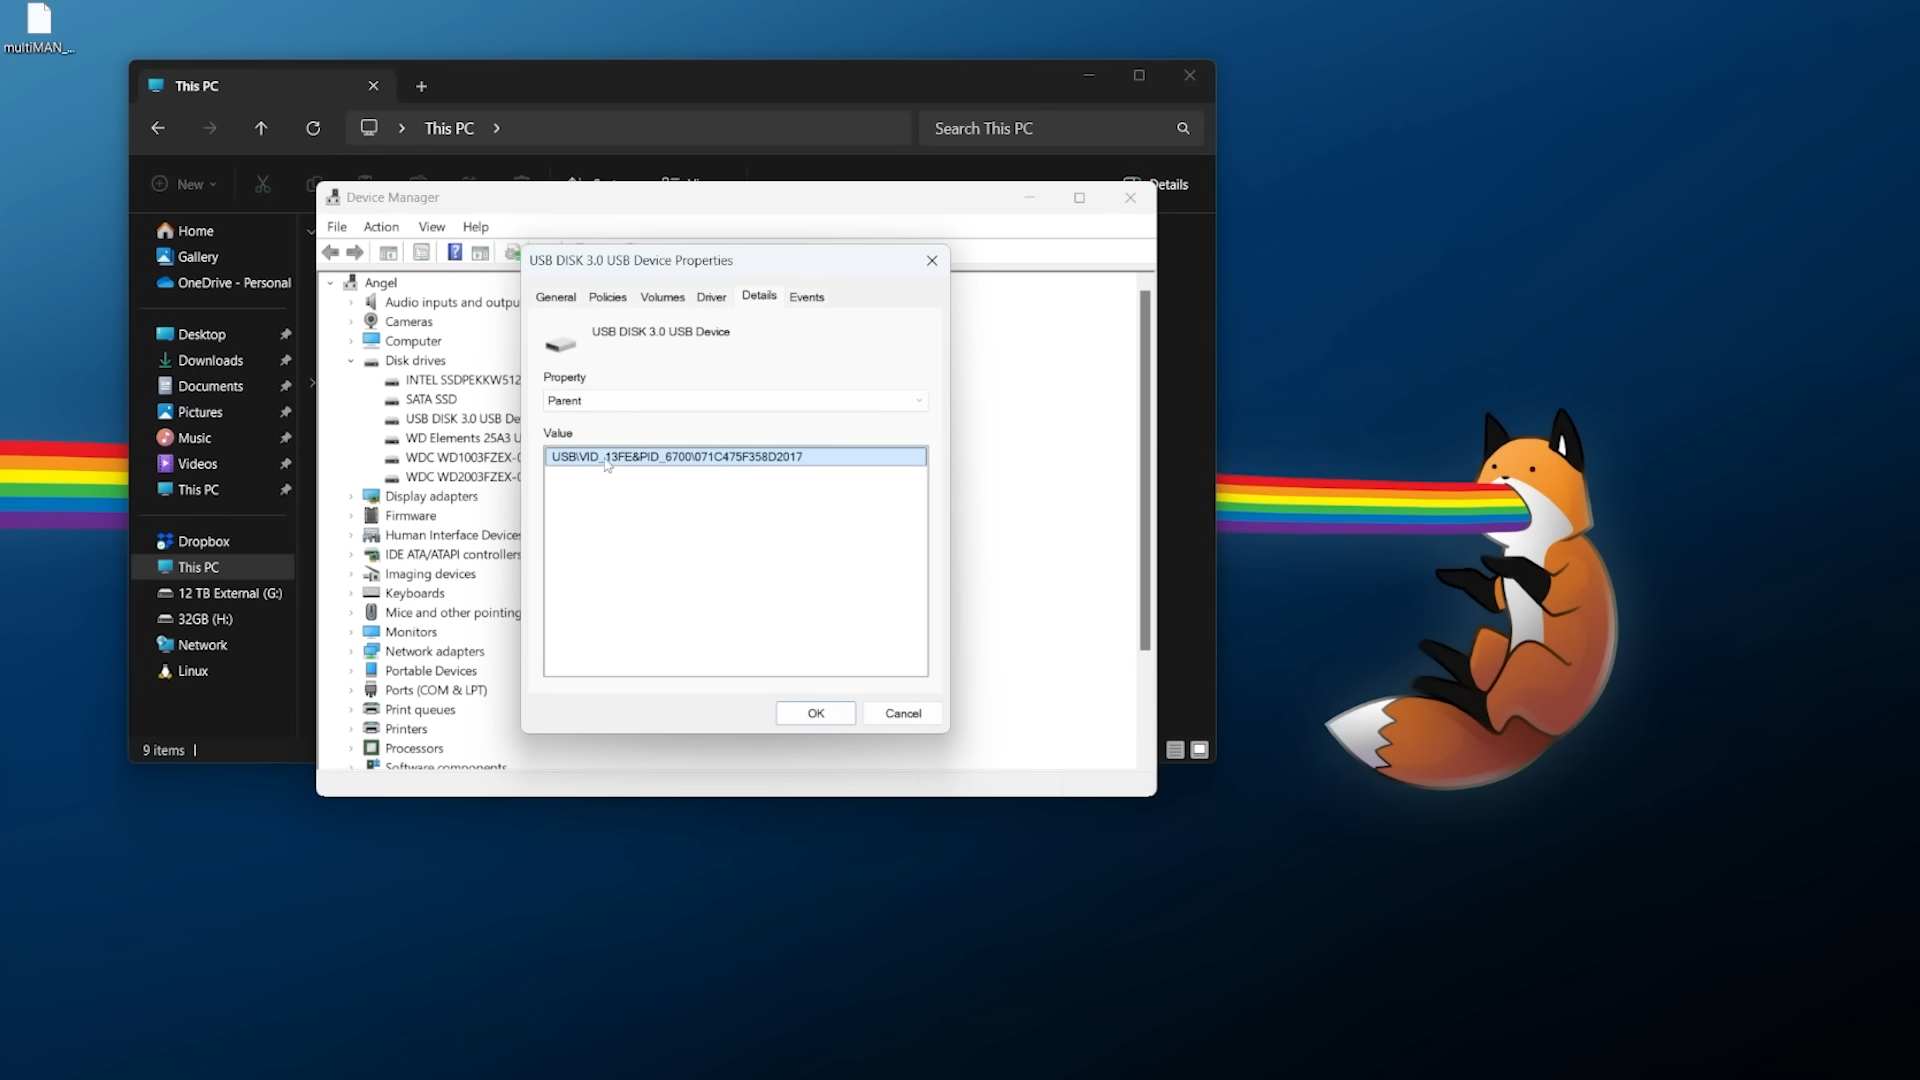 multiMAN_...
This PC
This PC
Search This PC
New
Details
Home
Gallery
OneDrive - Personal
Desktop
Downloads
Documents
Pictures
Music
Videos
This PC
Dropbox
This PC
12 TB External (G:)
32GB (H:)
Network
Linux
9 items
Device Manager
File Action View Help
Angel
Audio inputs and outpu
Cameras
Computer
Disk drives
INTEL SSDPEKKW512
SATA SSD
USB DISK 3.0 USB De
WD Elements 25A3 U
WDC WD1003FZEX-0
WDC WD2003FZEX-0
Display adapters
Firmware
Human Interface Devices
IDE ATA/ATAPI controllers
Imaging devices
Keyboards
Mice and other pointing
Monitors
Network adapters
Portable Devices
Ports (COM & LPT)
Print queues
Printers
Processors
Software components
USB DISK 3.0 USB Device Properties
General Policies Volumes Driver Details Events
USB DISK 3.0 USB Device
Property
Parent
Value
USB\VID_13FE&PID_6700\071C475F358D2017
OK Cancel